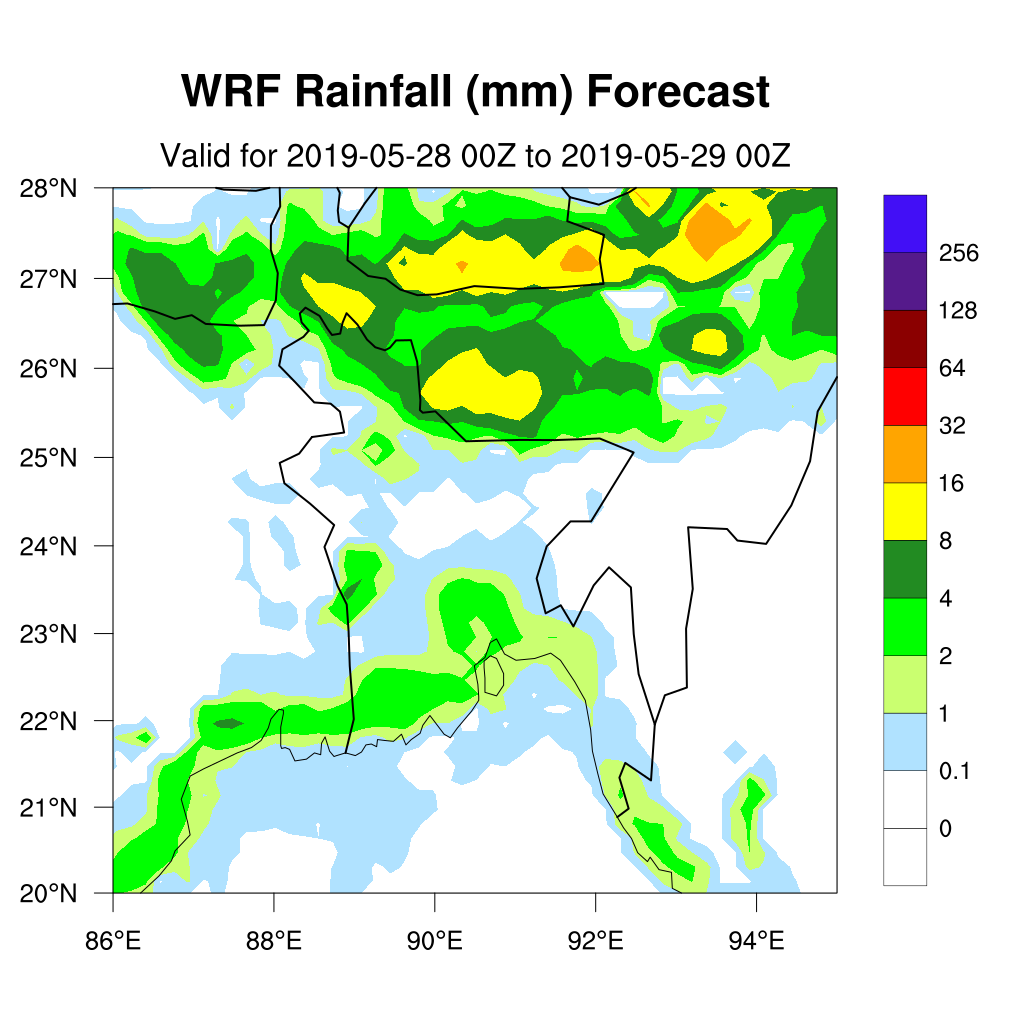 WRF Rainfall (mm) Forecast
Valid for 2019-05-28 00Z to 2019-05-29 00Z
28°N
27°N
26°N
25°N
24°N
23°N
22°N
21°N
20°N
86°E 88°E 90°E 92°E 94°E
256
128
64
32
16
8
4
2
1
0.1
0